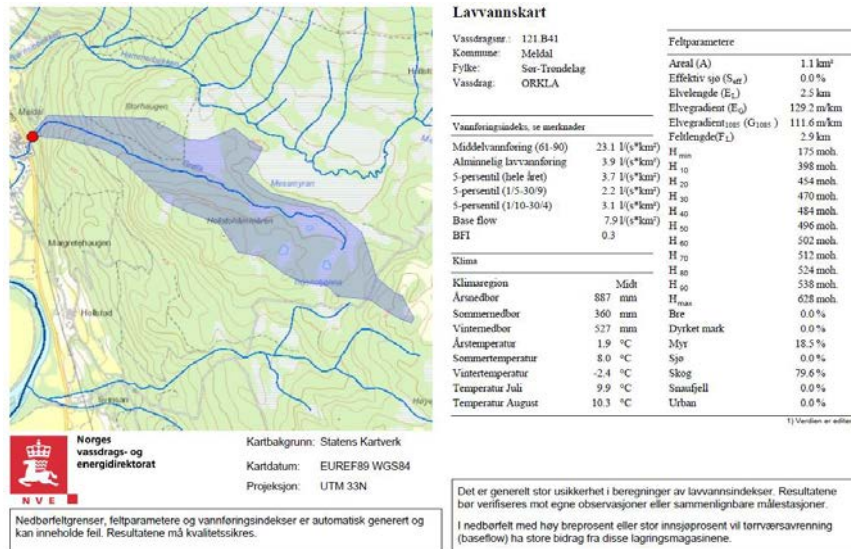 Lavvannskart
Vassdragsnr.: 121.B41
Kommune: Meldal
Fylke: Sør-Trøndelag
Vassdrag: ORKLA
Vannføringsindeks, se merknader
Middelvannføring (61-90) 23.1 l/(s*km²)
Alminnelig lavvannføring 3.9 l/(s*km²)
5-persentil (hele året) 3.7 l/(s*km²)
5-persentil (1/5-30/9) 2.2 l/(s*km²)
5-persentil (1/10-30/4) 3.1 l/(s*km²)
Base flow 7.9 l/(s*km²)
BFI 0.3
Klima
Klimaregion Midt
Årsnedbør 887 mm
Sommernedbør 360 mm
Vinternedbør 527 mm
Årstemperatur 1.9 °C
Sommertemperatur 8.0 °C
Vintertemperatur -2.4 °C
Temperatur Juli 9.9 °C
Temperatur August 10.3 °C
Feltparametere
Areal (A) 1.1 km²
Effektiv sjø (Seff) 0.0 %
Elvelengde (EL) 2.5 km
Elvegradient (EG) 129.2 m/km
Elvegradient1085 (G1085) 111.6 m/km
Feltlengde(FL) 2.9 km
Hmin 175 moh.
H10 398 moh.
H20 454 moh.
H30 470 moh.
H40 484 moh.
H50 496 moh.
H60 502 moh.
H70 512 moh.
H80 524 moh.
H90 538 moh.
Hmax 628 moh.
Bre 0.0 %
Dyrket mark 0.0 %
Myr 18.5 %
Sjø 0.0 %
Skog 79.6 %
Snaufjell 0.0 %
Urban 0.0 %
1) Verdien er editer
Storhaugen
Mesamyran
Margretehaugen
Hollstad
Norges
vassdrags- og
energidirektorat
NVE
Kartbakgrunn: Statens Kartverk
Kartdatum: EUREF89 WGS84
Projeksjon: UTM 33N
Nedbørfeltgrenser, feltparametere og vannføringsindekser er automatisk generert og
kan inneholde feil. Resultatene må kvalitetssikres.
Det er generelt stor usikkerhet i beregninger av lavvannsindekser. Resultatene
bør verifiseres mot egne observasjoner eller sammenlignbare målestasjoner.
I nedbørfelt med høy breprosent eller stor innsjøprosent vil tørrværsavrenning
(baseflow) ha store bidrag fra disse lagringsmagasinene.